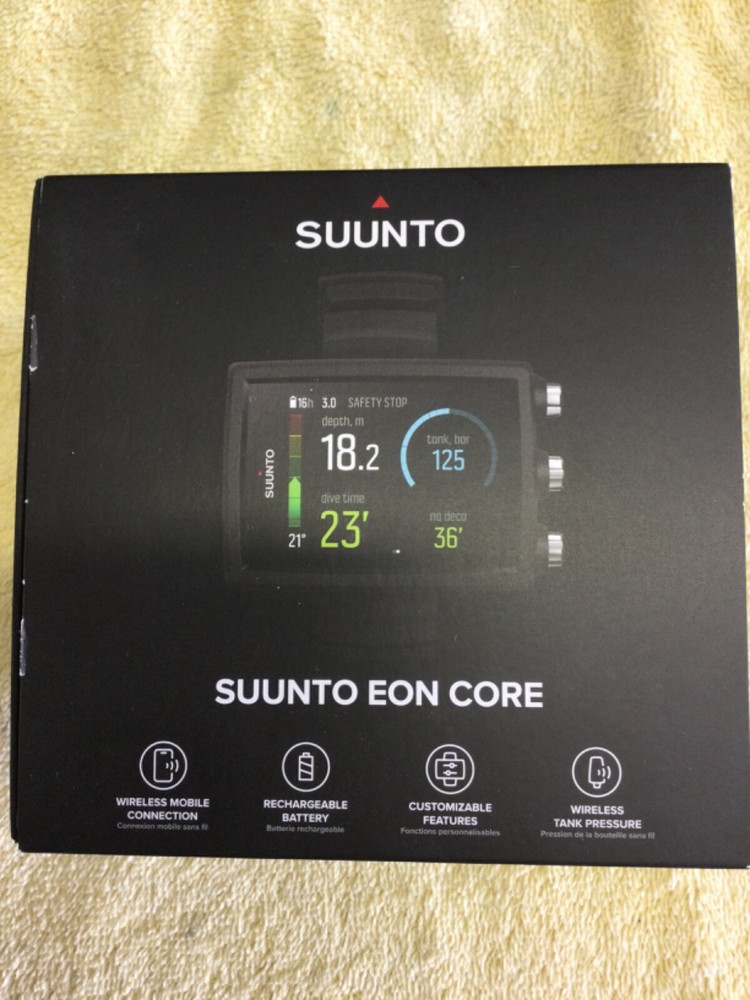 SUUNTO
16h 3.0 SAFETY STOP
depth, m
18.2
tank, bar
125
SUUNTO
dive time
23'
no deco
36'
21°
SUUNTO EON CORE
WIRELESS MOBILE
CONNECTION
Connexion mobile sans fil
RECHARGEABLE
BATTERY
Batterie rechargeable
CUSTOMIZABLE
FEATURES
Fonctions personnalisables
WIRELESS
TANK PRESSURE
Pression de la bouteille sans fil